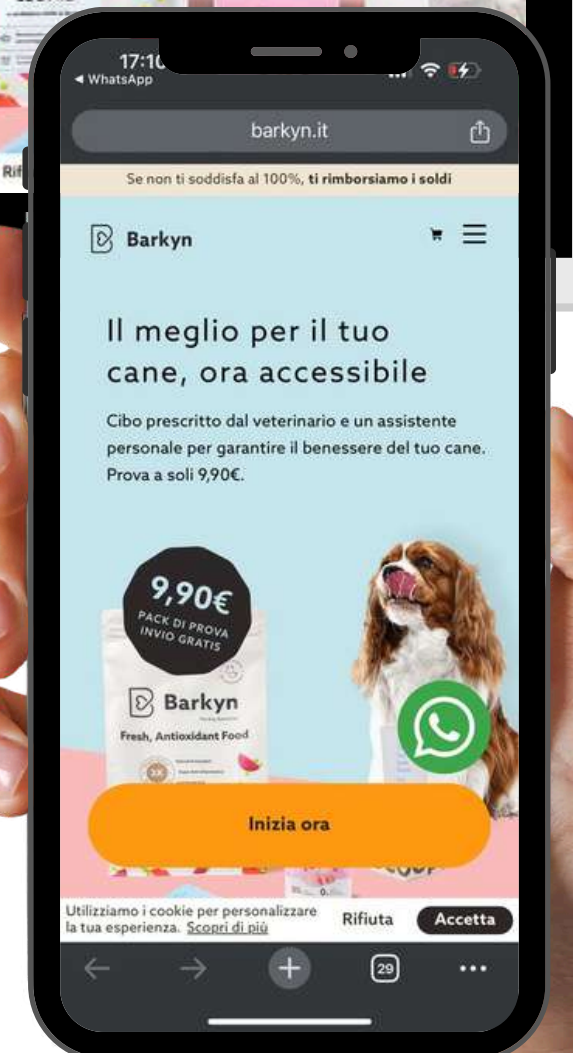 Rif
17:10
◀ WhatsApp
barkyn.it
Se non ti soddisfa al 100%, ti rimborsiamo i soldi
Barkyn
Il meglio per il tuo
cane, ora accessibile
Cibo prescritto dal veterinario e un assistente
personale per garantire il benessere del tuo cane.
Prova a soli 9,90€.
9,90€
PACK DI PROVA
INVIO GRATIS
Barkyn
Fresh, Antioxidant Food
3X
Inizia ora
Utilizziamo i cookie per personalizzare
la tua esperienza. Scopri di più
Rifiuta
Accetta
29